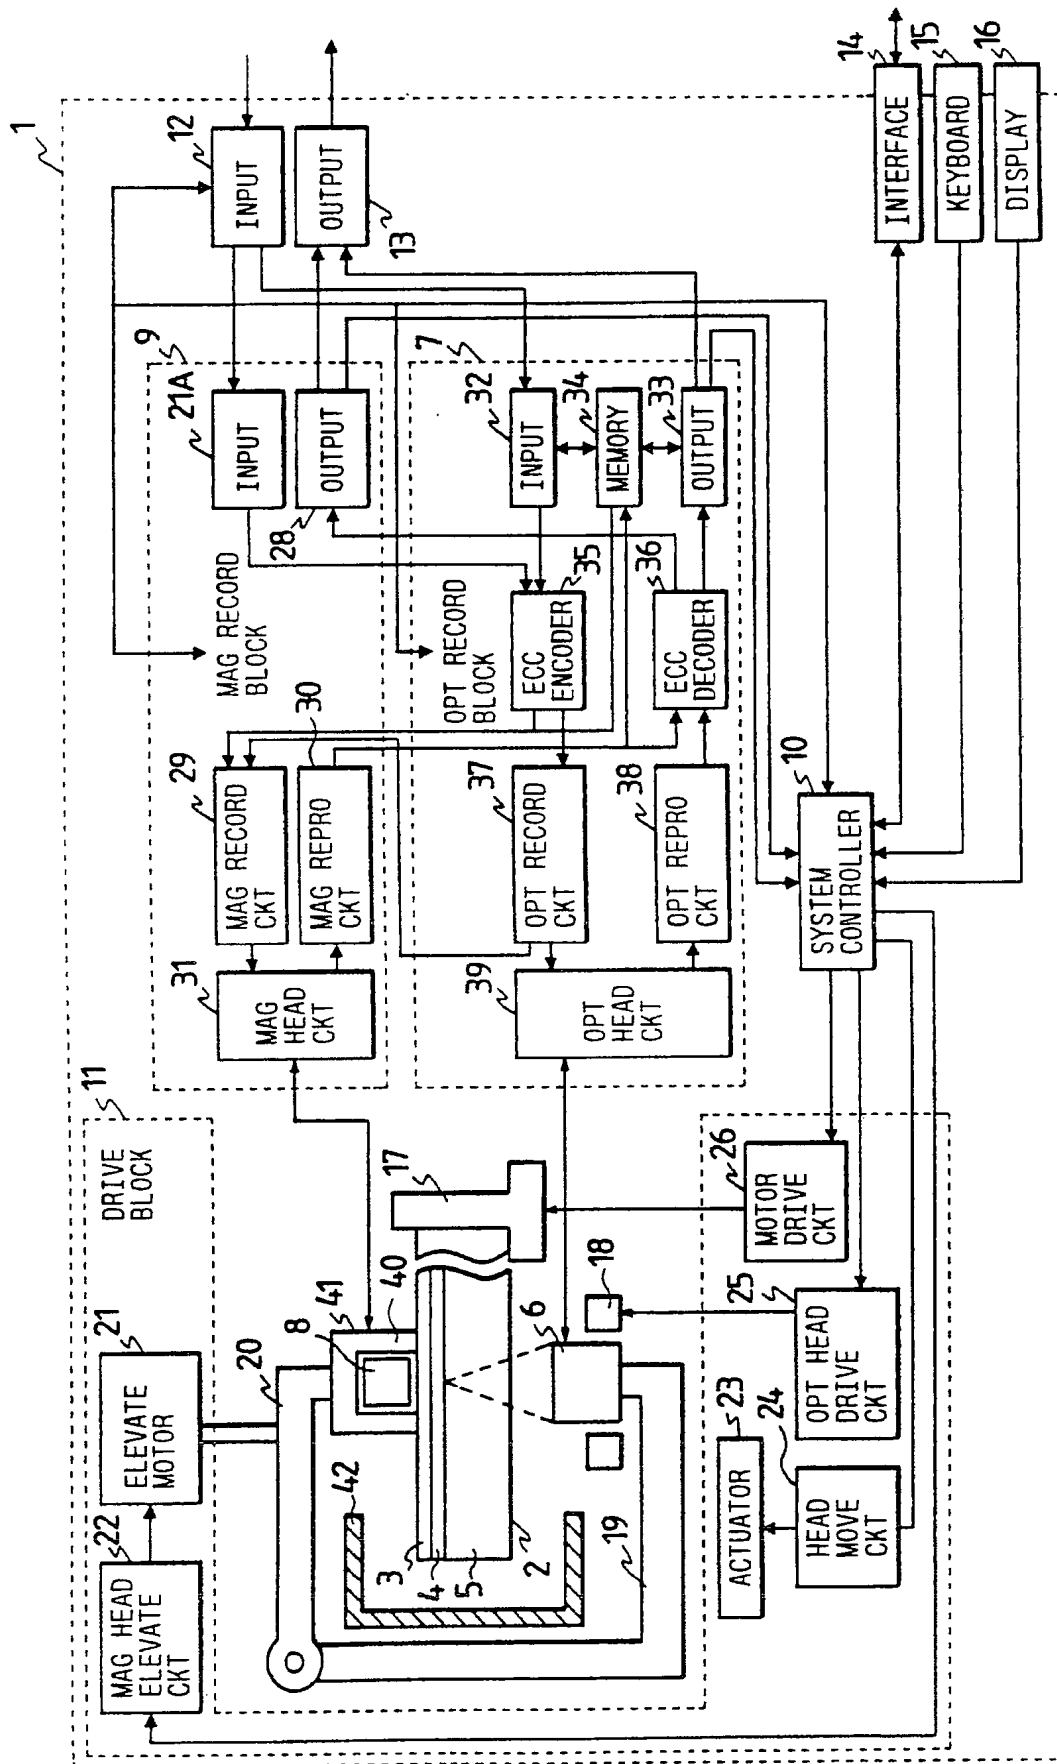 1
11
DRIVE
BLOCK
22
MAG HEAD
ELEVATE
CKT
21
ELEVATE
MOTOR
20
41
8
40
17
42
3
4
5
2
6
18
19
23
ACTUATOR
24
HEAD
MOVE
CKT
25
OPT HEAD
DRIVE
CKT
26
MOTOR
DRIVE
CKT
9
MAG RECORD
BLOCK
31
MAG
HEAD
CKT
29
MAG RECORD
CKT
30
MAG REPRO
CKT
21A
INPUT
28
OUTPUT
12
INPUT
13
OUTPUT
7
OPT RECORD
BLOCK
39
OPT
HEAD
CKT
37
OPT RECORD
CKT
38
OPT REPRO
CKT
35
ECC
ENCODER
36
ECC
DECODER
32
INPUT
34
MEMORY
33
OUTPUT
10
SYSTEM
CONTROLLER
14
INTERFACE
15
KEYBOARD
16
DISPLAY